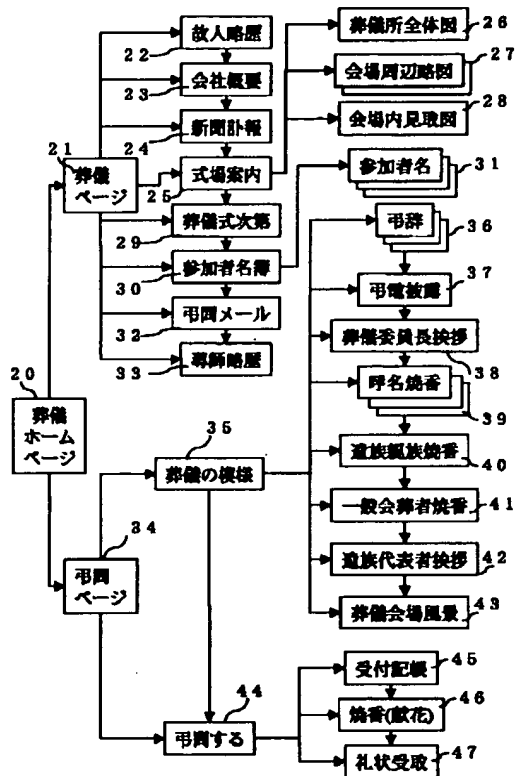 故人略歴
22
会社概要
23
新聞訃報
24
21
葬儀
ページ
式場案内
25
葬儀式次第
29
参加者名簿
30
弔問メール
32
導師略歴
33
葬儀所全体図
26
会場周辺略図
27
会場内見取図
28
参加者名
31
弔辞
36
弔電披露
37
葬儀委員長挨拶
38
呼名焼香
39
遺族親族焼香
40
一般会葬者焼香
41
遺族代表者挨拶
42
葬儀会場風景
43
20
葬儀
ホーム
ページ
35
葬儀の模様
34
弔問
ページ
44
弔問する
受付記帳
45
焼香(献花)
46
礼状受取
47